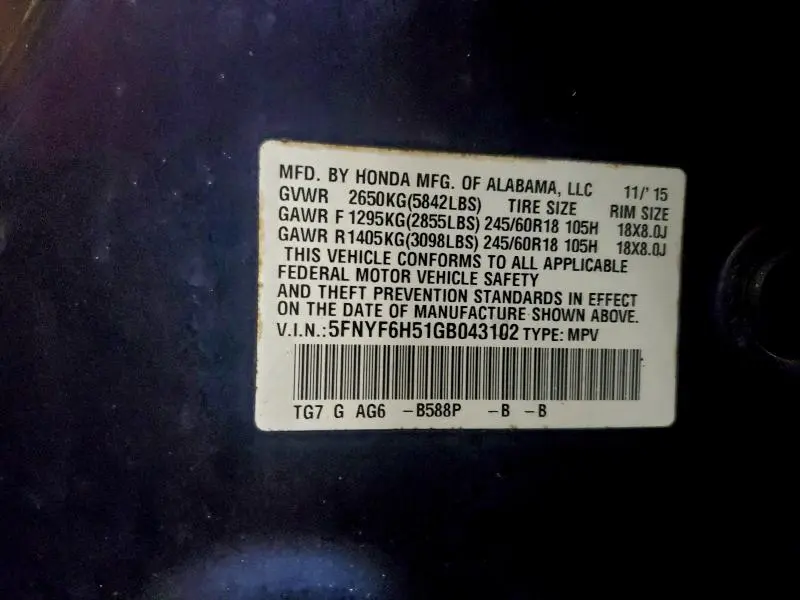 MFD. BY HONDA MFG. OF ALABAMA, LLC 11/'15
GVWR 2650KG(5842LBS) TIRE SIZE RIM SIZE
GAWR F 1295KG(2855LBS) 245/60R18 105H 18X8.0J
GAWR R 1405KG(3098LBS) 245/60R18 105H 18X8.0J
THIS VEHICLE CONFORMS TO ALL APPLICABLE
FEDERAL MOTOR VEHICLE SAFETY
AND THEFT PREVENTION STANDARDS IN EFFECT
ON THE DATE OF MANUFACTURE SHOWN ABOVE.
V.I.N.:5FNYF6H51GB043102 TYPE: MPV
TG7 G AG6 -B588P -B -B